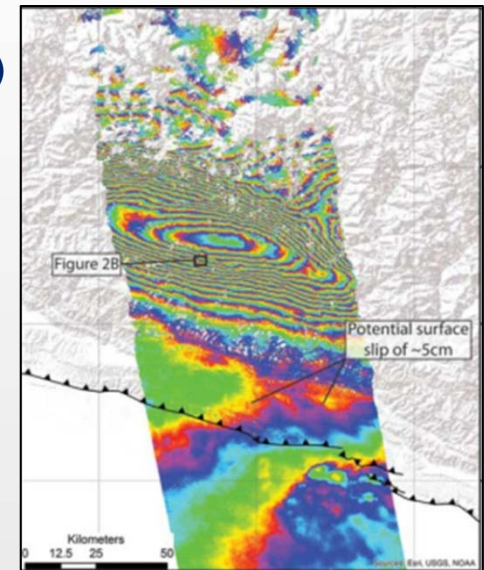 Figure 2B
Potential surface
slip of ~5cm
Kilometers
0 12.5 25 50
Sources: Esri, USGS, NOAA